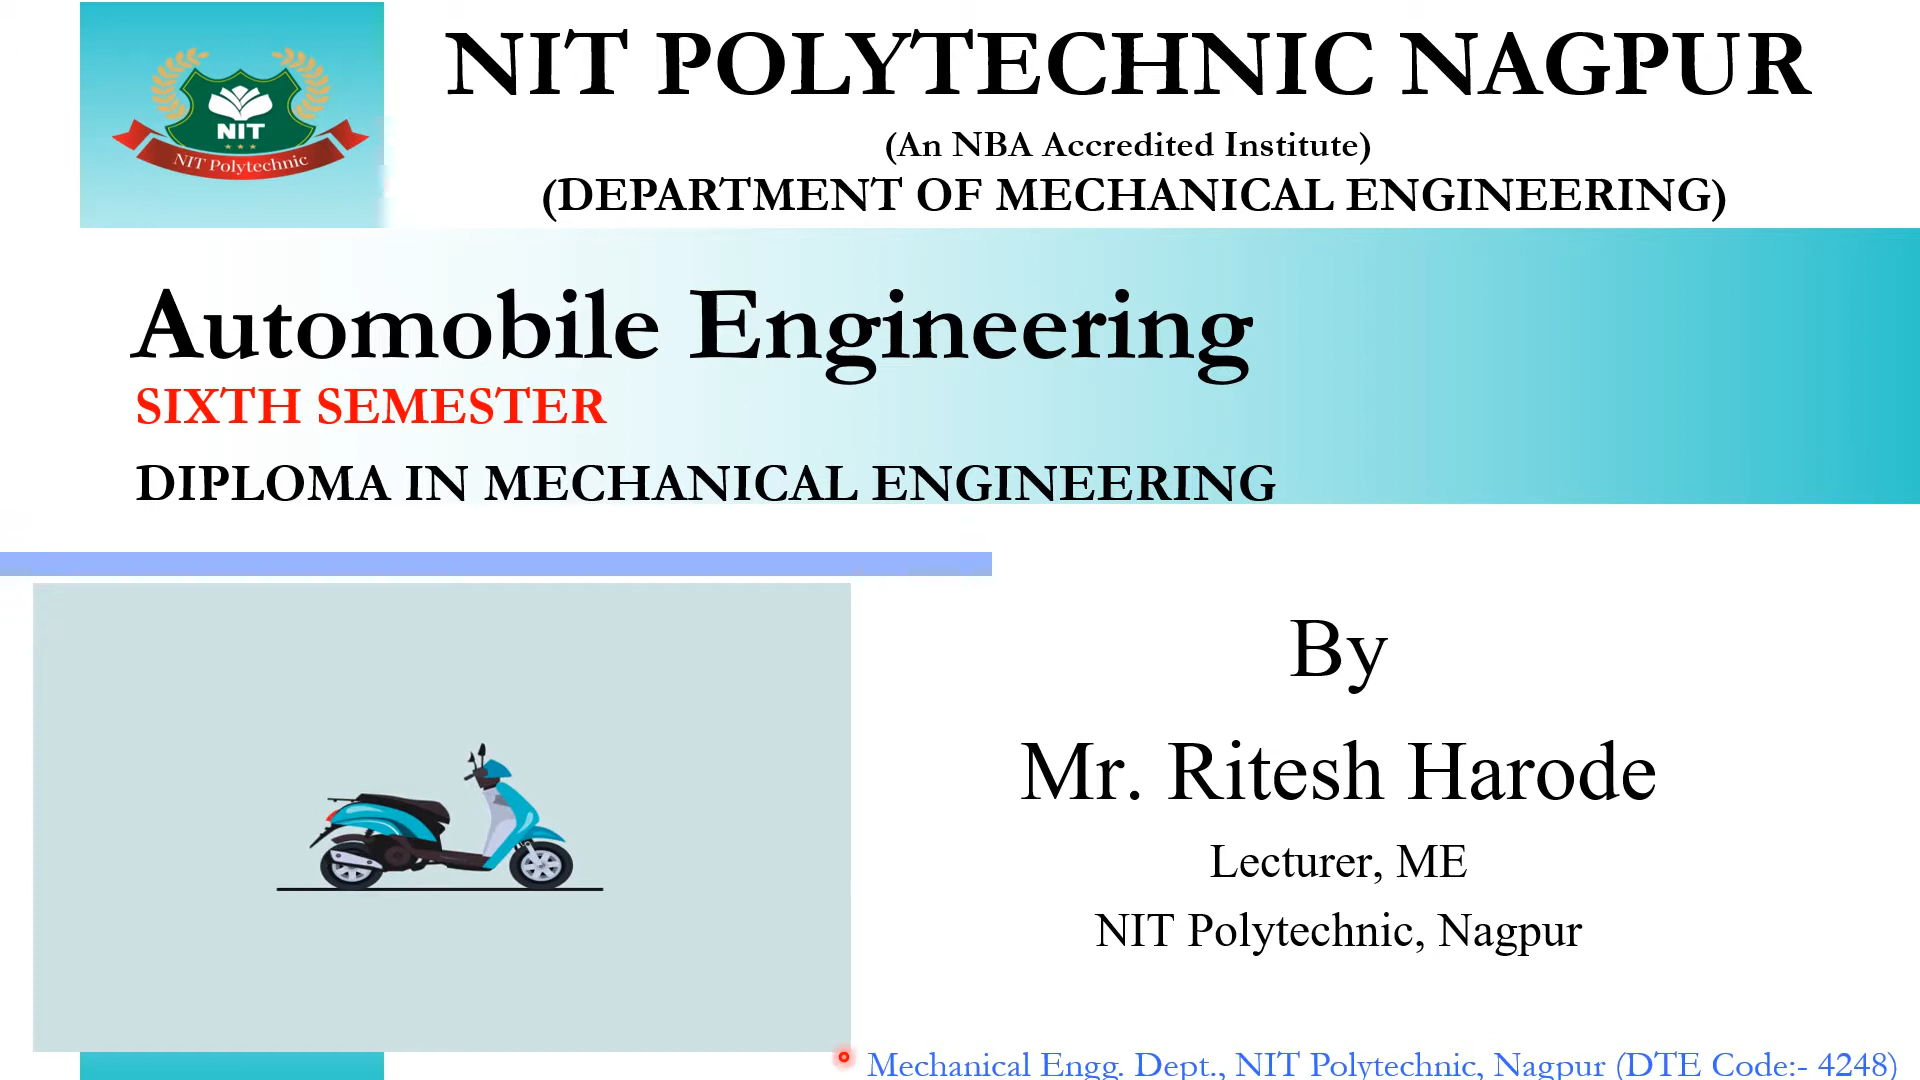 NIT POLYTECHNIC NAGPUR
(An NBA Accredited Institute)
(DEPARTMENT OF MECHANICAL ENGINEERING)
NIT
NIT Polytechnic
Automobile Engineering
SIXTH SEMESTER
DIPLOMA IN MECHANICAL ENGINEERING
By
Mr. Ritesh Harode
Lecturer, ME
NIT Polytechnic, Nagpur
Mechanical Engg. Dept., NIT Polytechnic, Nagpur (DTE Code:- 4248)